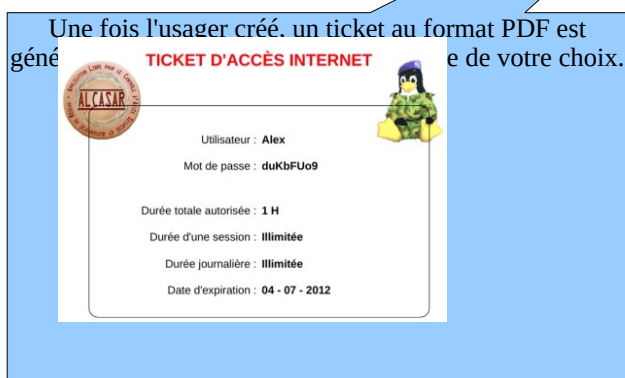 Une fois l'usager créé, un ticket au format PDF est
géné e de votre choix.
TICKET D'ACCÈS INTERNET
ALCASAR
Utilisateur : Alex
Mot de passe : duKbFUo9
Durée totale autorisée : 1 H
Durée d'une session : Illimitée
Durée journalière : Illimitée
Date d'expiration : 04 - 07 - 2012